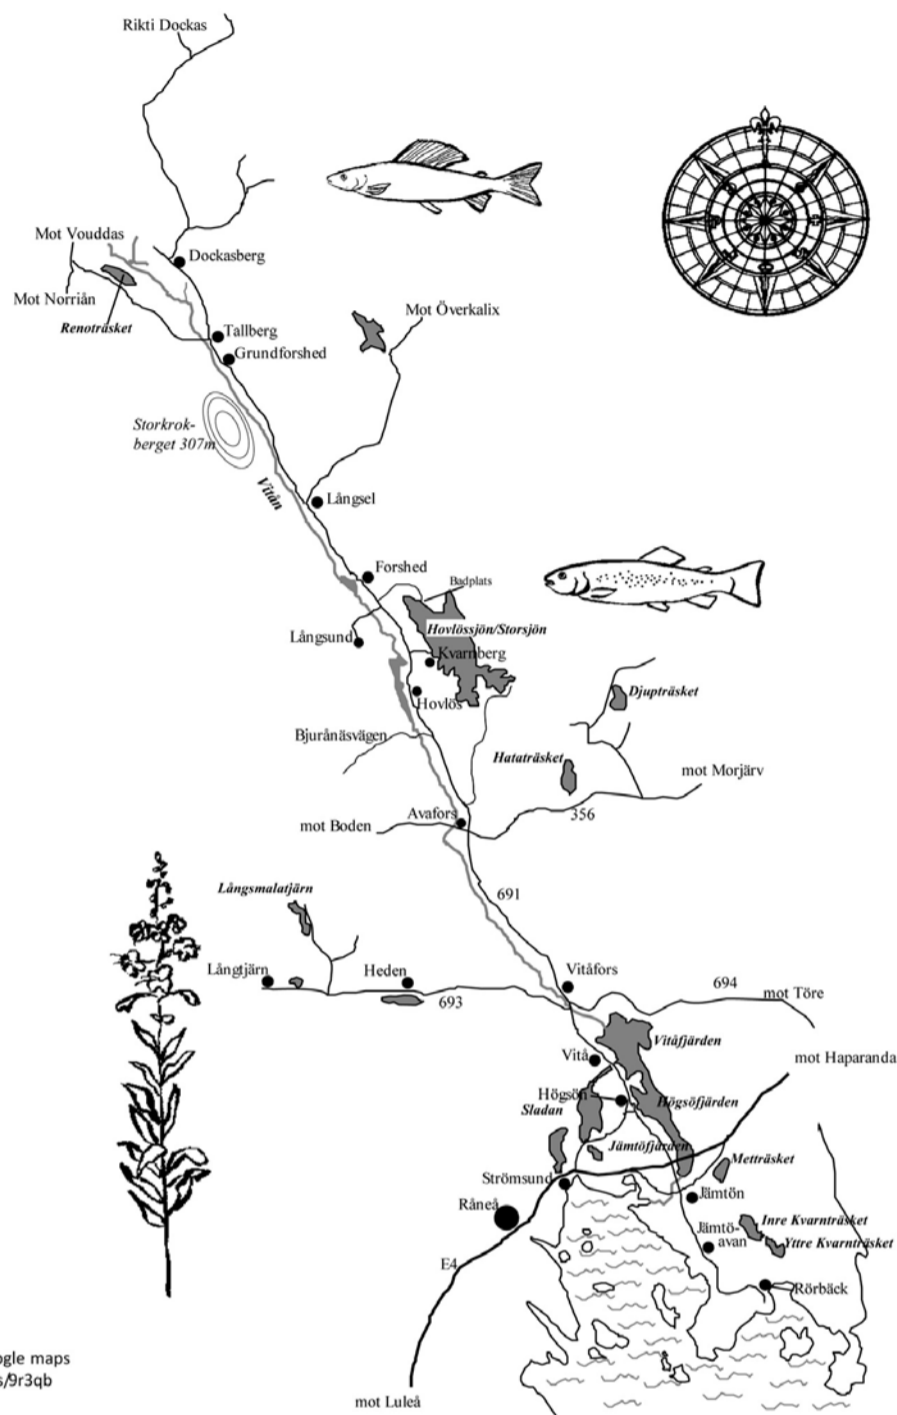 Rikti Dockas
Mot Vouddas
Dockasberg
Mot Norriån
Renoträsket
Mot Överkalix
Tallberg
Grundforshed
Storkrok-
berget 307m
Vitån
Långsel
Forshed
Badplats
Långsund
Hovlössjön/Storsjön
Kvarnberg
Hovlös
Djupträsket
Bjurånäsvägen
Hataträsket
mot Morjärv
356
Avafors
mot Boden
691
Långsmalatjärn
Långtjärn
Heden
693
Vitåfors
694
mot Töre
Vitåfjärden
Vitå
mot Haparanda
Högsön
Sladan
Högsöfjärden
Jämtöfjärden
Metträsket
Strömsund
Jämtön
Råneå
Inre Kvarnträsket
Jämtö-
avan
Yttre Kvarnträsket
E4
Rörbäck
ogle maps
s/9r3qb
mot Luleå